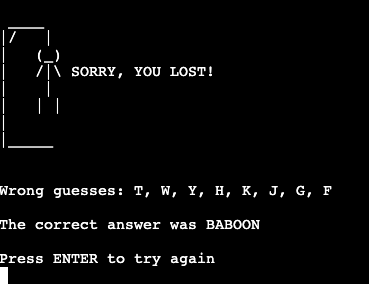 SORRY, YOU LOST!
Wrong guesses: T, W, Y, H, K, J, G, F
The correct answer was BABOON
Press ENTER to try again